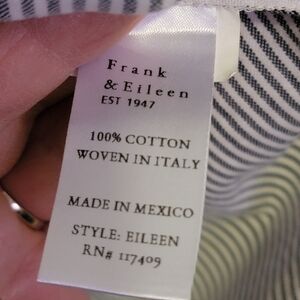 Frank
& Eileen
EST 1947
100% COTTON
WOVEN IN ITALY
MADE IN MEXICO
STYLE: EILEEN
RN# 117409